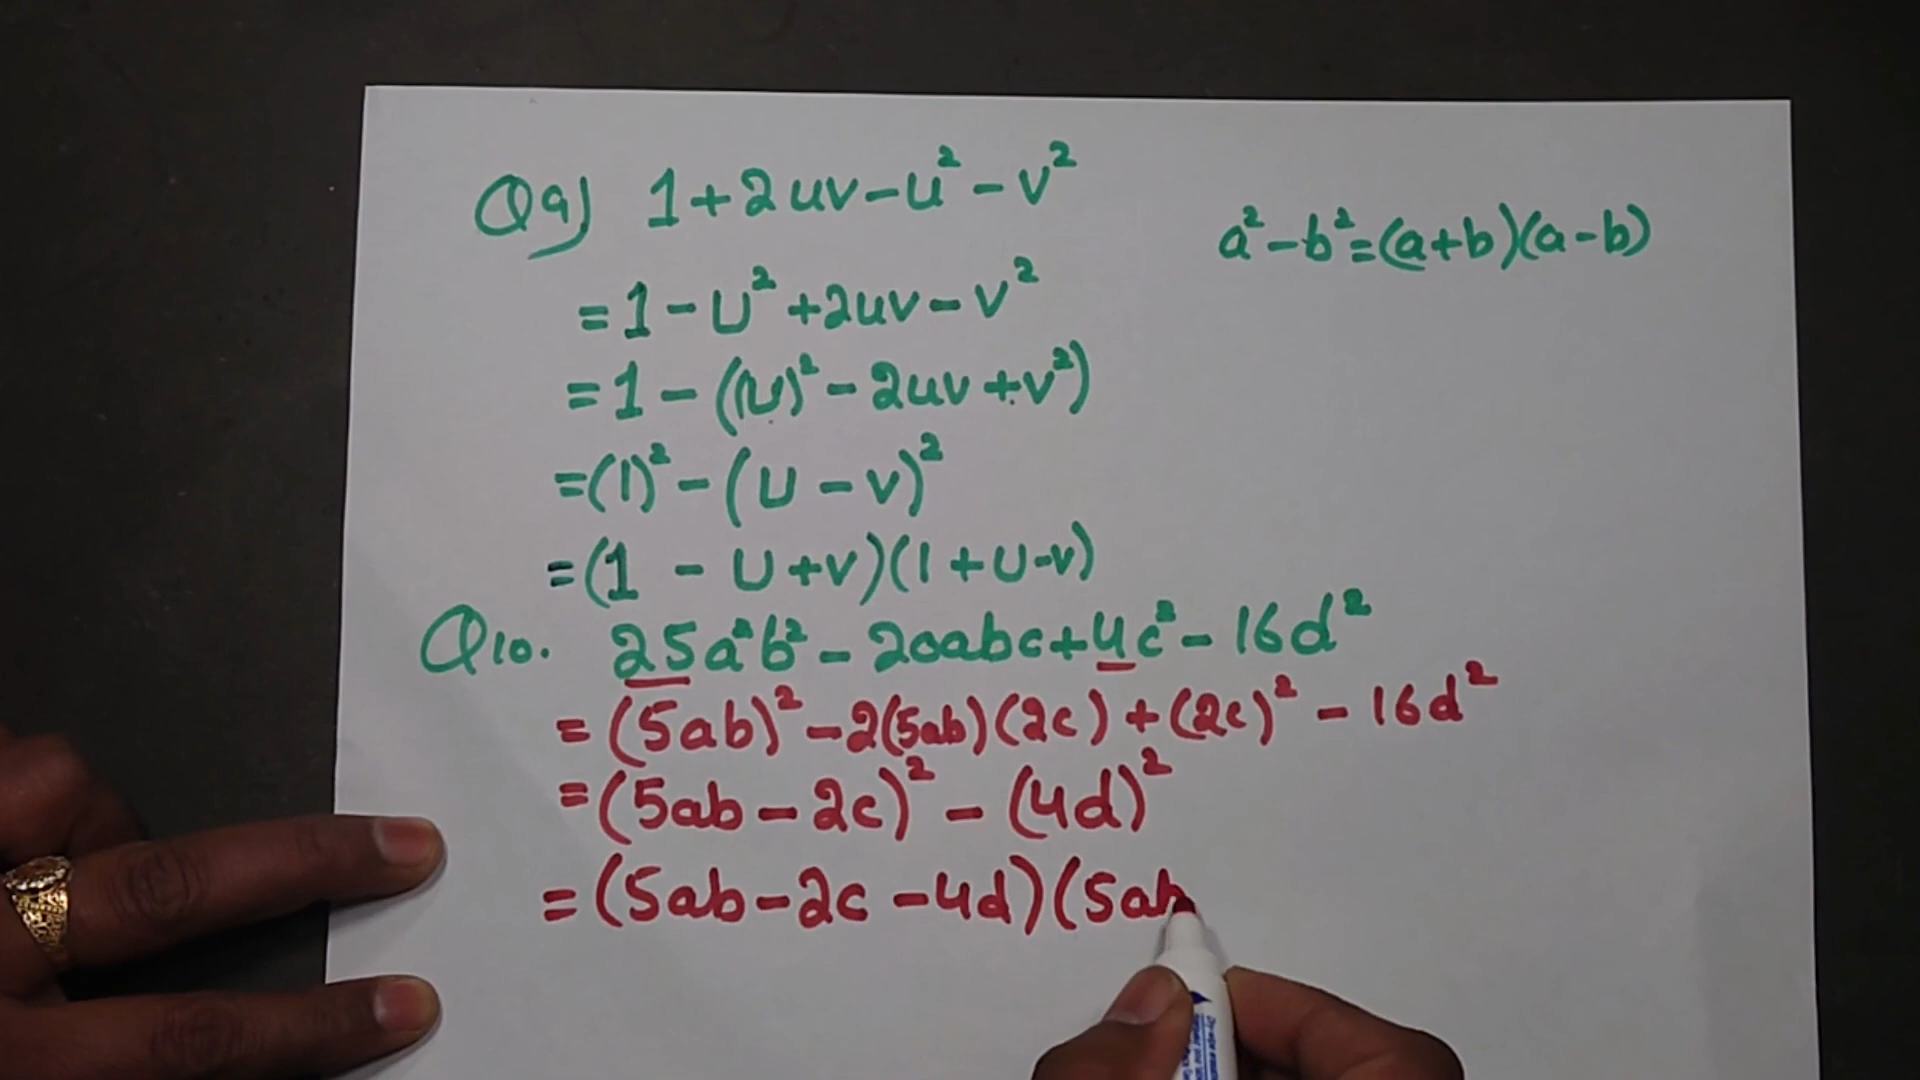 Q9) 1+2uv-u²-v²
a²-b²=(a+b)(a-b)
=1-u²+2uv-v²
=1-(u)²-2uv+v²)
=(1)²-(u-v)²
=(1-u+v)(1+u-v)
Q10. 25a²b²-20abc+4c²-16d²
=(5ab)²-2(5ab)(2c)+(2c)²-16d²
=(5ab-2c)²-(4d)²
=(5ab-2c-4d)(5ab